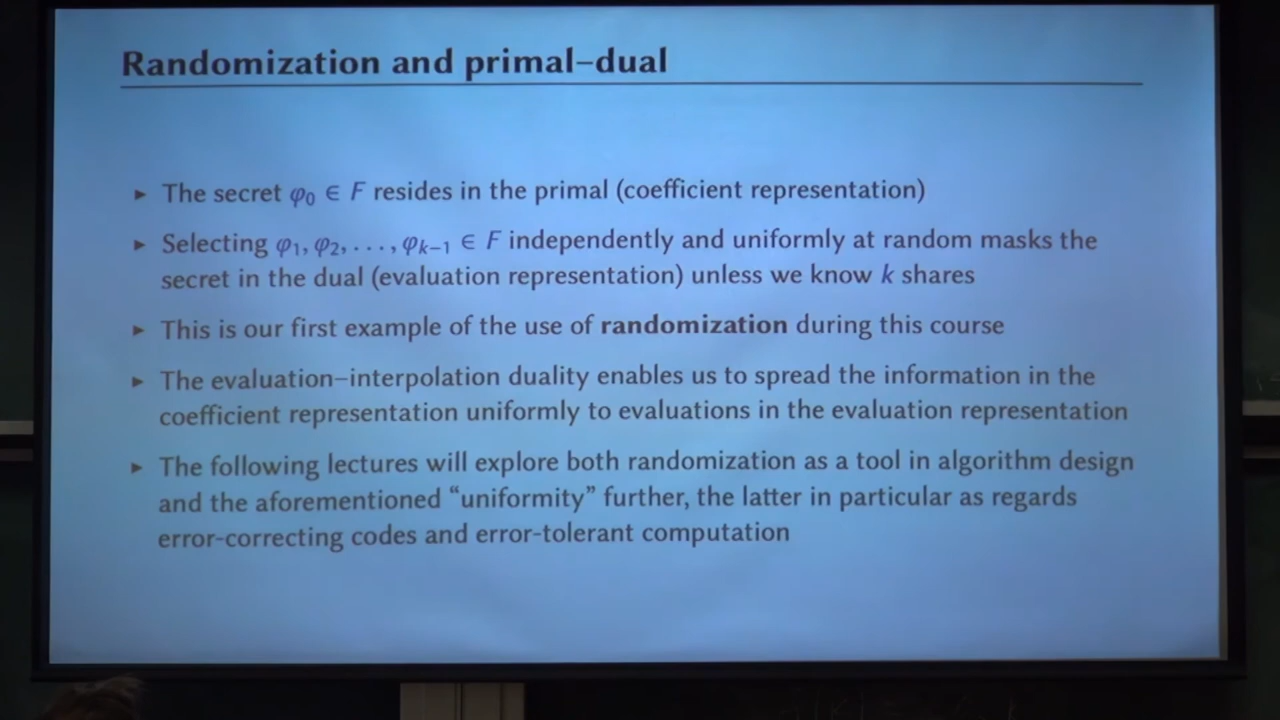 Randomization and primal–dual
▸ The secret φ₀ ∈ F resides in the primal (coefficient representation)
▸ Selecting φ₁, φ₂, . . . , φₖ₋₁ ∈ F independently and uniformly at random masks the
secret in the dual (evaluation representation) unless we know k shares
▸ This is our first example of the use of randomization during this course
▸ The evaluation–interpolation duality enables us to spread the information in the
coefficient representation uniformly to evaluations in the evaluation representation
▸ The following lectures will explore both randomization as a tool in algorithm design
and the aforementioned “uniformity” further, the latter in particular as regards
error-correcting codes and error-tolerant computation